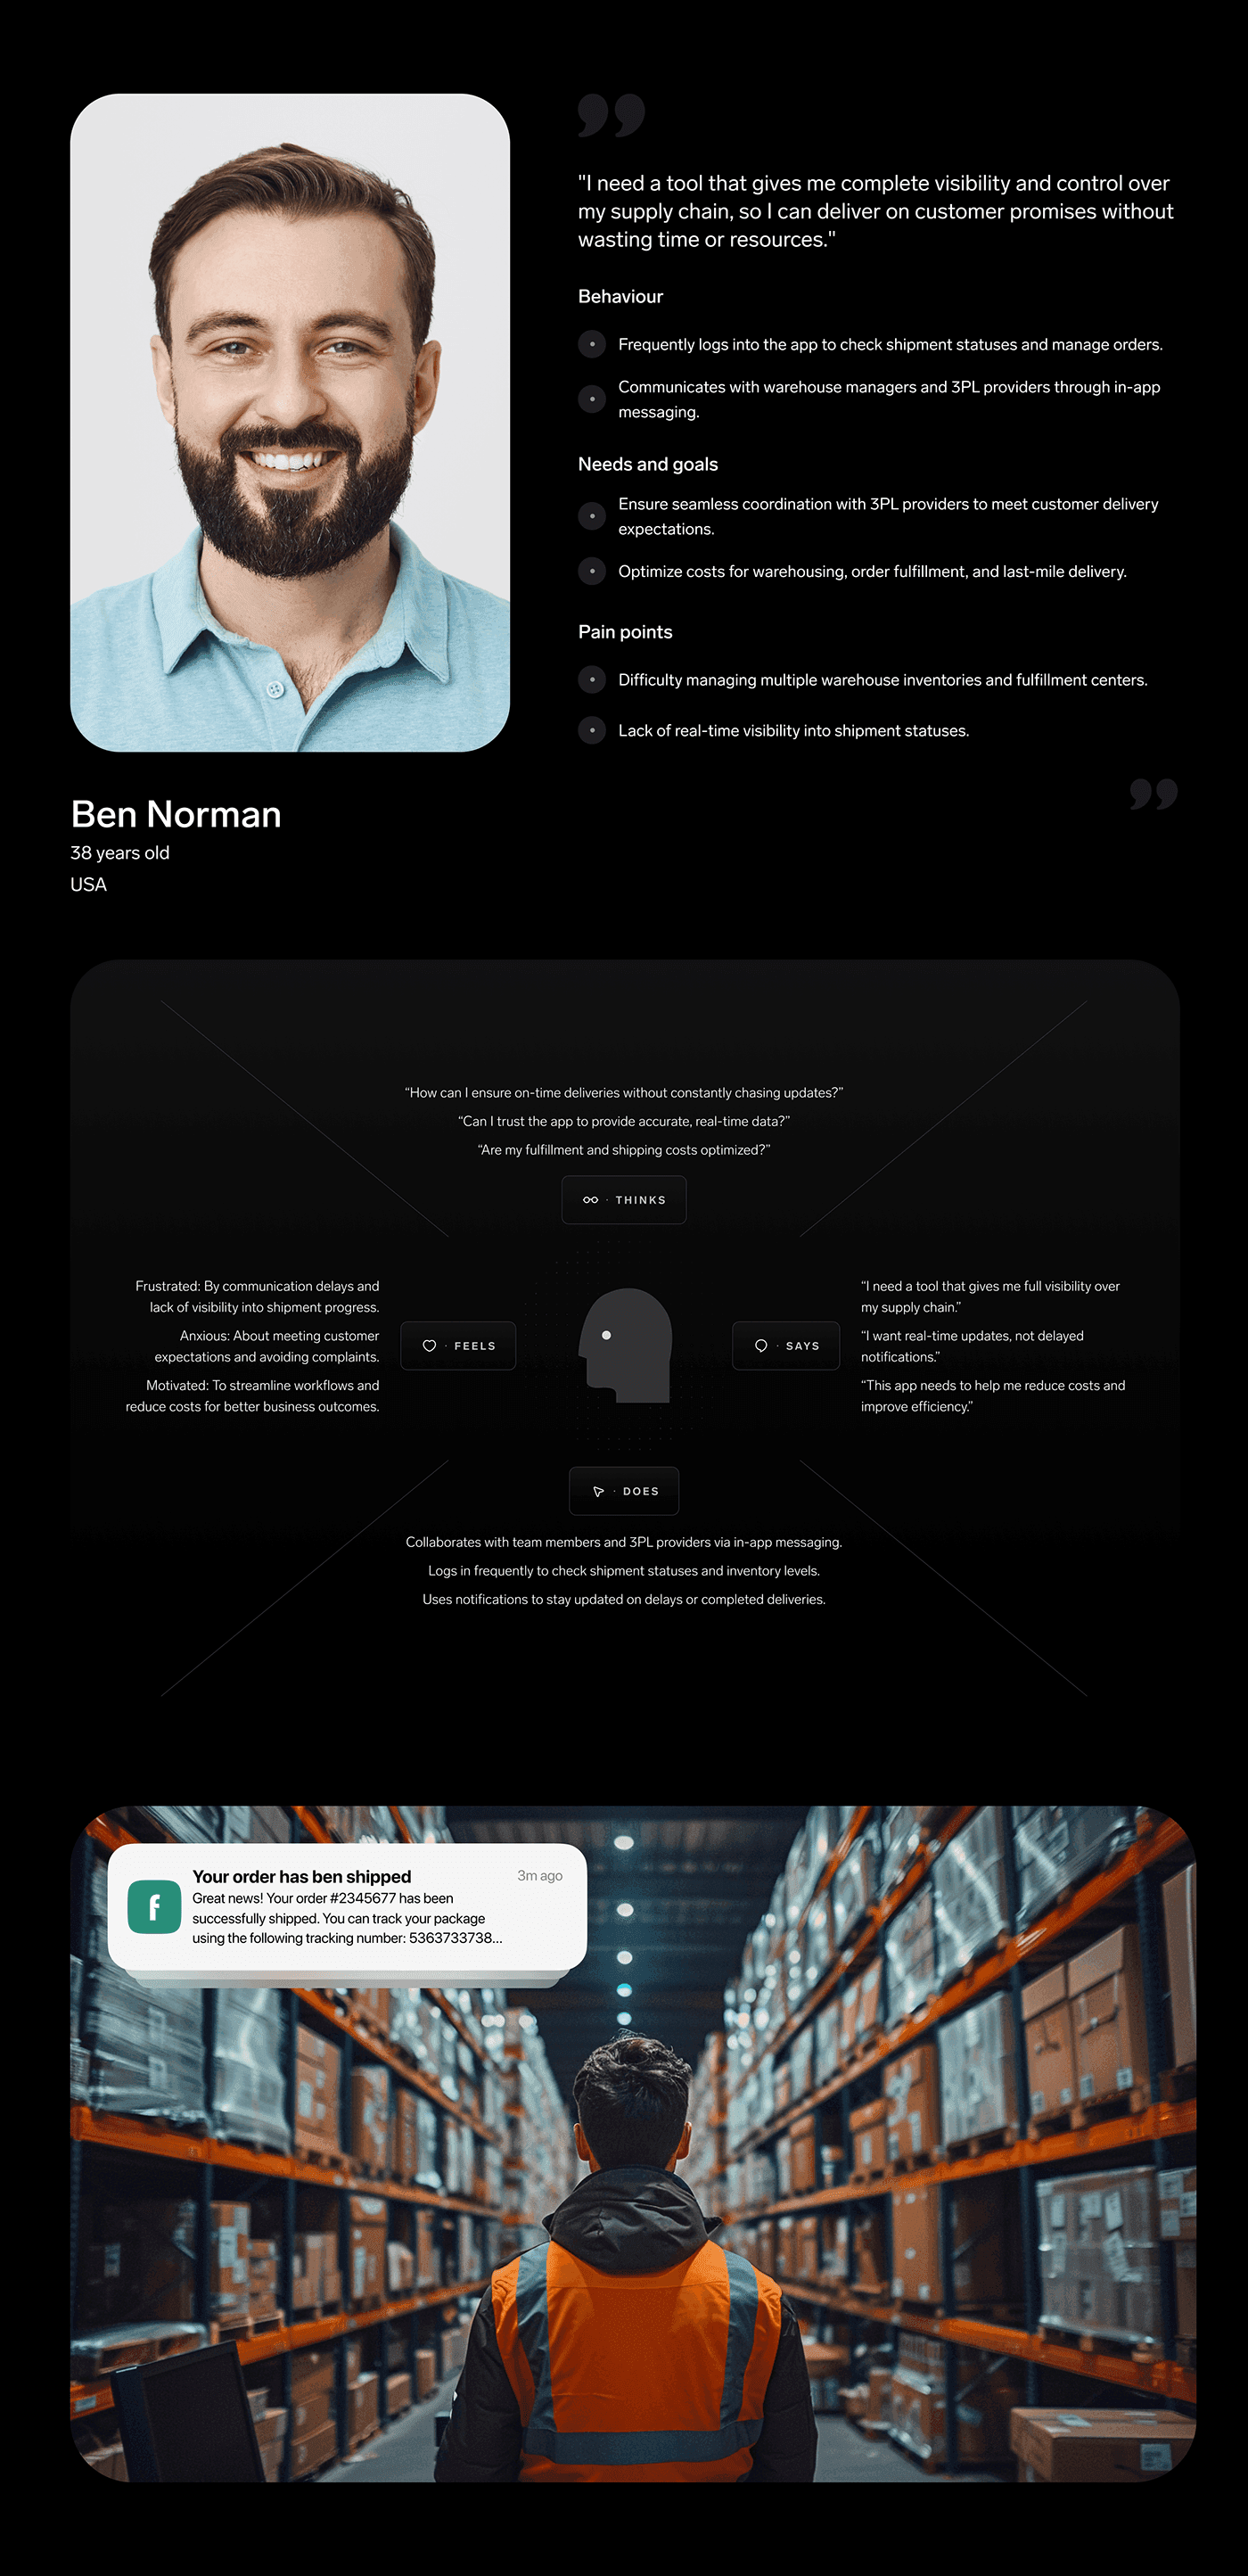 "I need a tool that gives me complete visibility and control over
my supply chain, so I can deliver on customer promises without
wasting time or resources."
Behaviour
Frequently logs into the app to check shipment statuses and manage orders.
Communicates with warehouse managers and 3PL providers through in-app
messaging.
Needs and goals
Ensure seamless coordination with 3PL providers to meet customer delivery
expectations.
Optimize costs for warehousing, order fulfillment, and last-mile delivery.
Pain points
Difficulty managing multiple warehouse inventories and fulfillment centers.
Lack of real-time visibility into shipment statuses.
Ben Norman
38 years old
USA
“How can I ensure on-time deliveries without constantly chasing updates?”
“Can I trust the app to provide accurate, real-time data?”
“Are my fulfillment and shipping costs optimized?”
· THINKS
Frustrated: By communication delays and
lack of visibility into shipment progress.
Anxious: About meeting customer
expectations and avoiding complaints.
Motivated: To streamline workflows and
reduce costs for better business outcomes.
· FEELS
· SAYS
“I need a tool that gives me full visibility over
my supply chain.”
“I want real-time updates, not delayed
notifications.”
“This app needs to help me reduce costs and
improve efficiency.”
· DOES
Collaborates with team members and 3PL providers via in-app messaging.
Logs in frequently to check shipment statuses and inventory levels.
Uses notifications to stay updated on delays or completed deliveries.
f
Your order has ben shipped
3m ago
Great news! Your order #2345677 has been
successfully shipped. You can track your package
using the following tracking number: 5363733738...